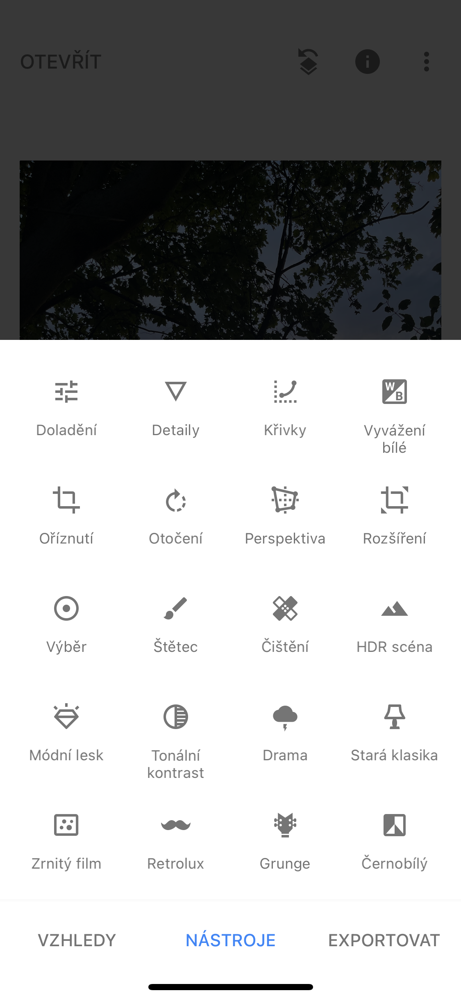 OTEVŘÍT
Doladění
Detaily
Křivky
W
B
Vyvážení
bílé
Oříznutí
Otočení
Perspektiva
Rozšíření
Výběr
Štětec
Čištění
HDR scéna
Módní lesk
Tonální
kontrast
Drama
Stará klasika
Zrnitý film
Retrolux
Grunge
Černobílý
VZHLEDY
NÁSTROJE
EXPORTOVAT